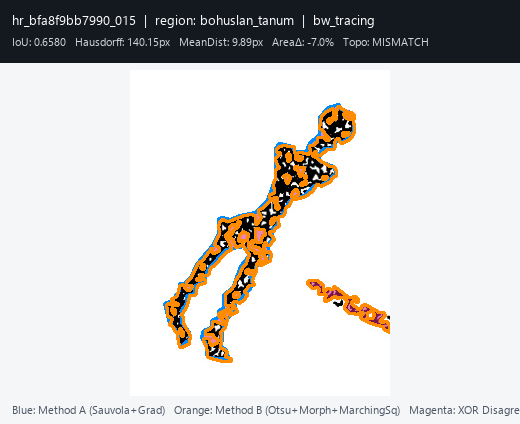 hr_bfa8f9bb7990_015 | region: bohuslan_tanum | bw_tracing
IoU: 0.6580 Hausdorff: 140.15px MeanDist: 9.89px AreaΔ: -7.0% Topo: MISMATCH
Blue: Method A (Sauvola+Grad) Orange: Method B (Otsu+Morph+MarchingSq) Magenta: XOR Disagre